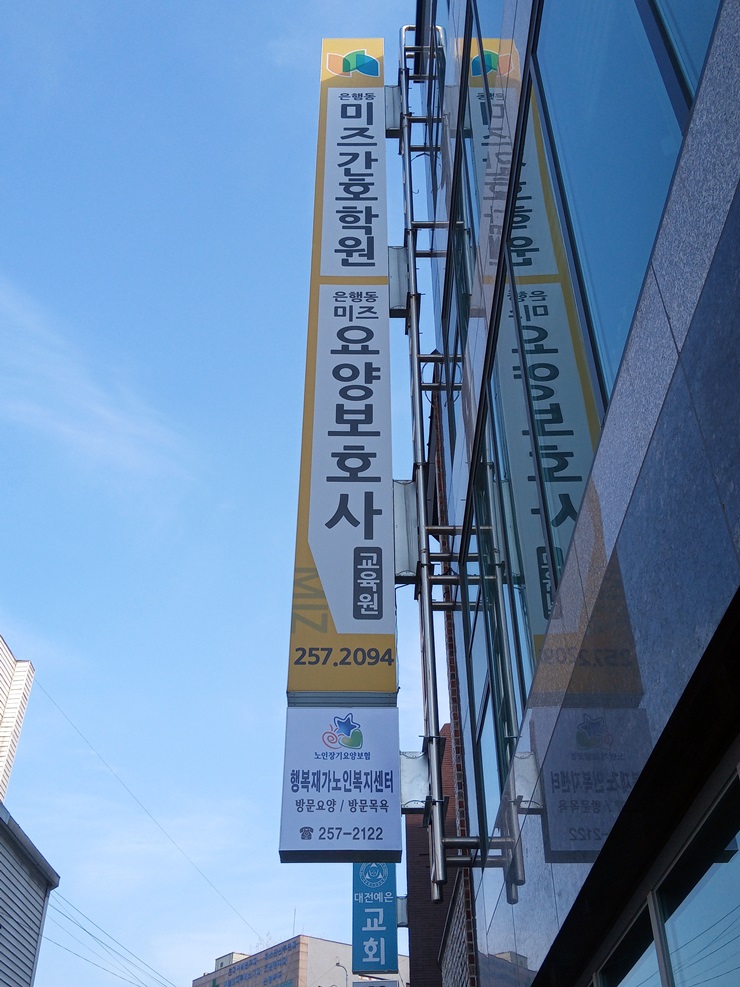 은행동
미즈간호학원
은행동
미즈
요양보호사
교육원
MIZ
257.2094
노인장기요양보험
행복재가노인복지센터
방문요양 / 방문목욕
☎ 257-2122
대전예은
교회